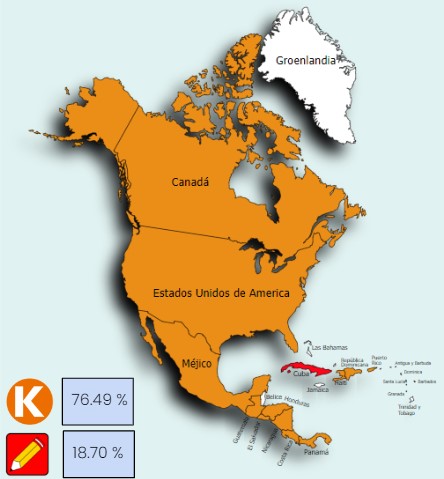 Groenlandia
Canadá
Estados Unidos de America
Las Bahamas
Méjico
Cuba
República
Dominicana
Puerto
Rico
Antigua y Barbuda
Dominica
Haití
Jamaica
Santa Lucía
Barbados
Grenada
Trinidad y
Tobago
Belice
Honduras
Guatemala
El Salvador
Nicaragua
Costa Rica
Panamá
K
76.49 %
18.70 %